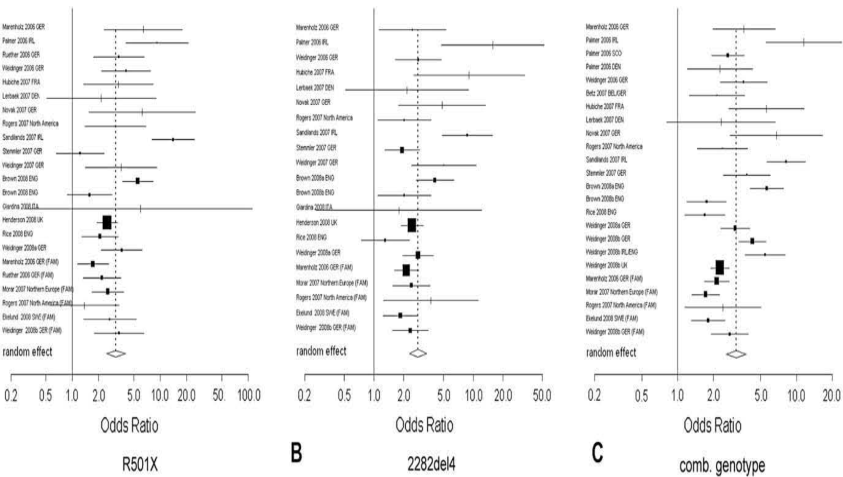 Marenholz 2006 GER
Palmer 2006 IRL
Ruether 2006 GER
Weidinger 2006 GER
Hubiche 2007 FRA
Lerbaek 2007 DEN
Novak 2007 GER
Rogers 2007 North America
Sandilands 2007 IRL
Stemmler 2007 GER
Weidinger 2007 GER
Brown 2008 ENG
Brown 2008 ENG
Giardina 2008 ITA
Henderson 2008 UK
Rice 2008 ENG
Weidinger 2008a GER
Marenholz 2006 GER (FAM)
Ruether 2006 GER (FAM)
Morar 2007 Northern Europe (FAM)
Rogers 2007 North America (FAM)
Ekelund 2008 SWE (FAM)
Weidinger 2008b GER (FAM)
random effect
0.2 0.5 1.0 2.0 5.0 20.0 50. 100.0
Odds Ratio
R501X
Marenholz 2006 GER
Palmer 2006 IRL
Weidinger 2006 GER
Hubiche 2007 FRA
Lerbaek 2007 DEN
Novak 2007 GER
Rogers 2007 North America
Sandilands 2007 IRL
Stemmler 2007 GER
Weidinger 2007 GER
Brown 2008a ENG
Brown 2008b ENG
Giardina 2008 ITA
Henderson 2008 UK
Rice 2008 ENG
Weidinger 2008a GER
Marenholz 2006 GER (FAM)
Morar 2007 Northern Europe (FAM)
Rogers 2007 North America (FAM)
Ekelund 2008 SWE (FAM)
Weidinger 2008b GER (FAM)
random effect
0.2 0.5 1.0 2.0 5.0 20.0 50.0
Odds Ratio
B
2282del4
Marenholz 2006 GER
Palmer 2006 IRL
Palmer 2006 SCO
Palmer 2006 DEN
Weidinger 2006 GER
Betz 2007 BEL/GER
Hubiche 2007 FRA
Lerbaek 2007 DEN
Novak 2007 GER
Rogers 2007 North America
Sandilands 2007 IRL
Stemmler 2007 GER
Brown 2008a ENG
Brown 2008b ENG
Rice 2008 ENG
Weidinger 2008a GER
Weidinger 2008b GER
Weidinger 2008b IRL/ENG
Weidinger 2008b UK
Marenholz 2006 GER (FAM)
Morar 2007 Northern Europe (FAM)
Rogers 2007 North America (FAM)
Ekelund 2008 SWE (FAM)
Weidinger 2008b GER (FAM)
random effect
0.2 0.5 1.0 2.0 5.0 10.0 20.0
Odds Ratio
C
comb. genotype